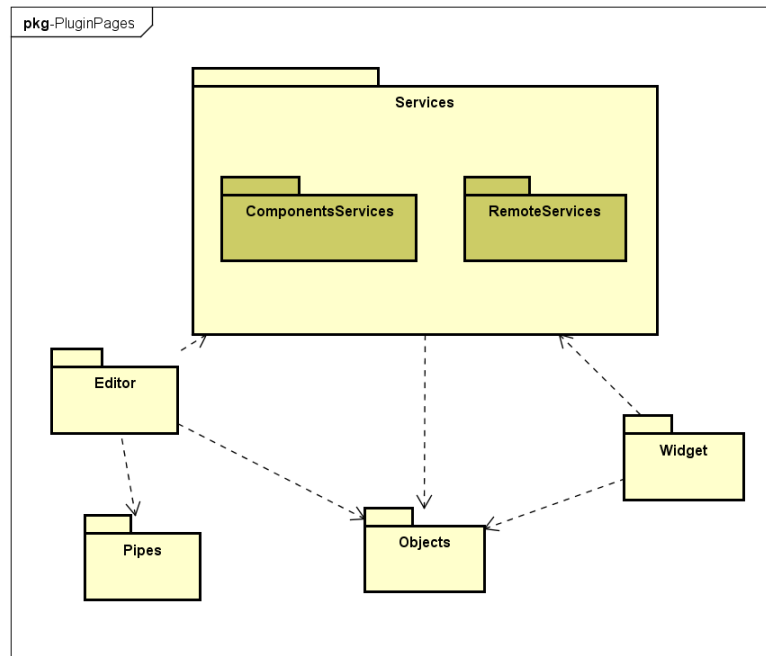 pkg-PluginPages
Services
ComponentsServices
RemoteServices
Editor
Widget
Pipes
Objects